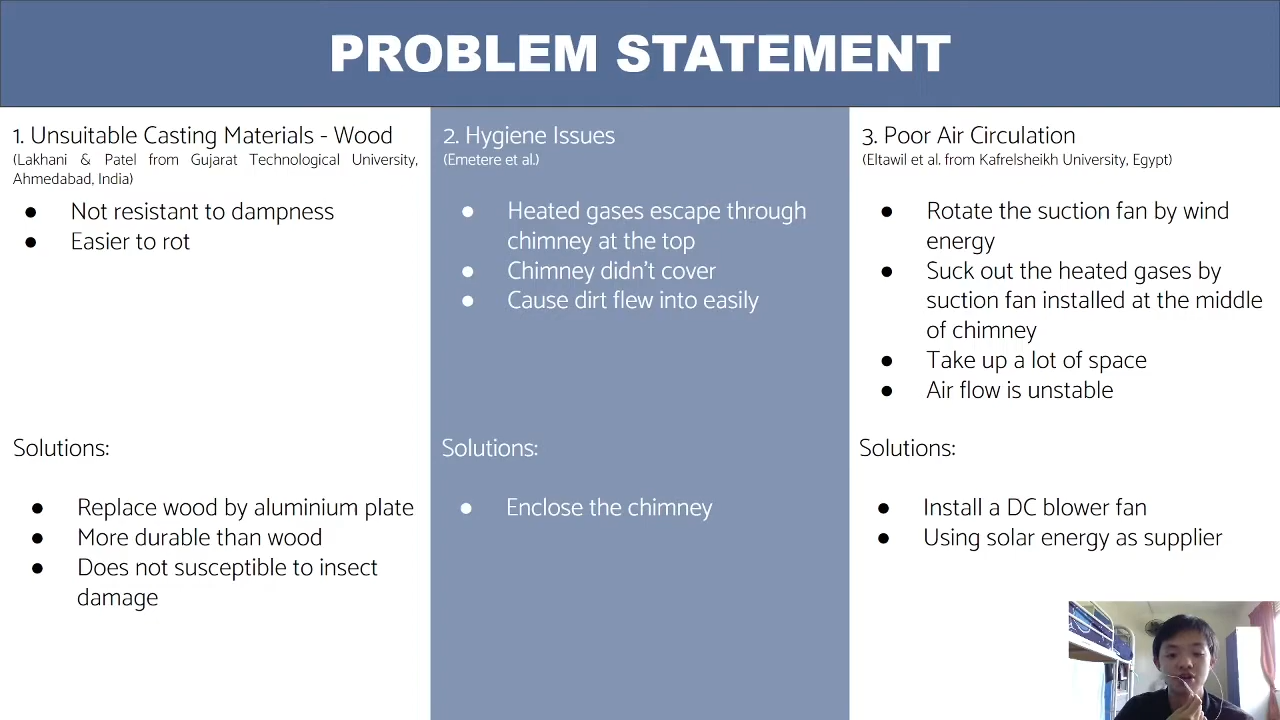 PROBLEM STATEMENT
1. Unsuitable Casting Materials - Wood
(Lakhani & Patel from Gujarat Technological University,
Ahmedabad, India)
● Not resistant to dampness
● Easier to rot
Solutions:
● Replace wood by aluminium plate
● More durable than wood
● Does not susceptible to insect
damage
2. Hygiene Issues
(Emetere et al.)
● Heated gases escape through
chimney at the top
● Chimney didn't cover
● Cause dirt flew into easily
Solutions:
● Enclose the chimney
3. Poor Air Circulation
(Eltawil et al. from Kafrelsheikh University, Egypt)
● Rotate the suction fan by wind
energy
● Suck out the heated gases by
suction fan installed at the middle
of chimney
● Take up a lot of space
● Air flow is unstable
Solutions:
● Install a DC blower fan
● Using solar energy as supplier